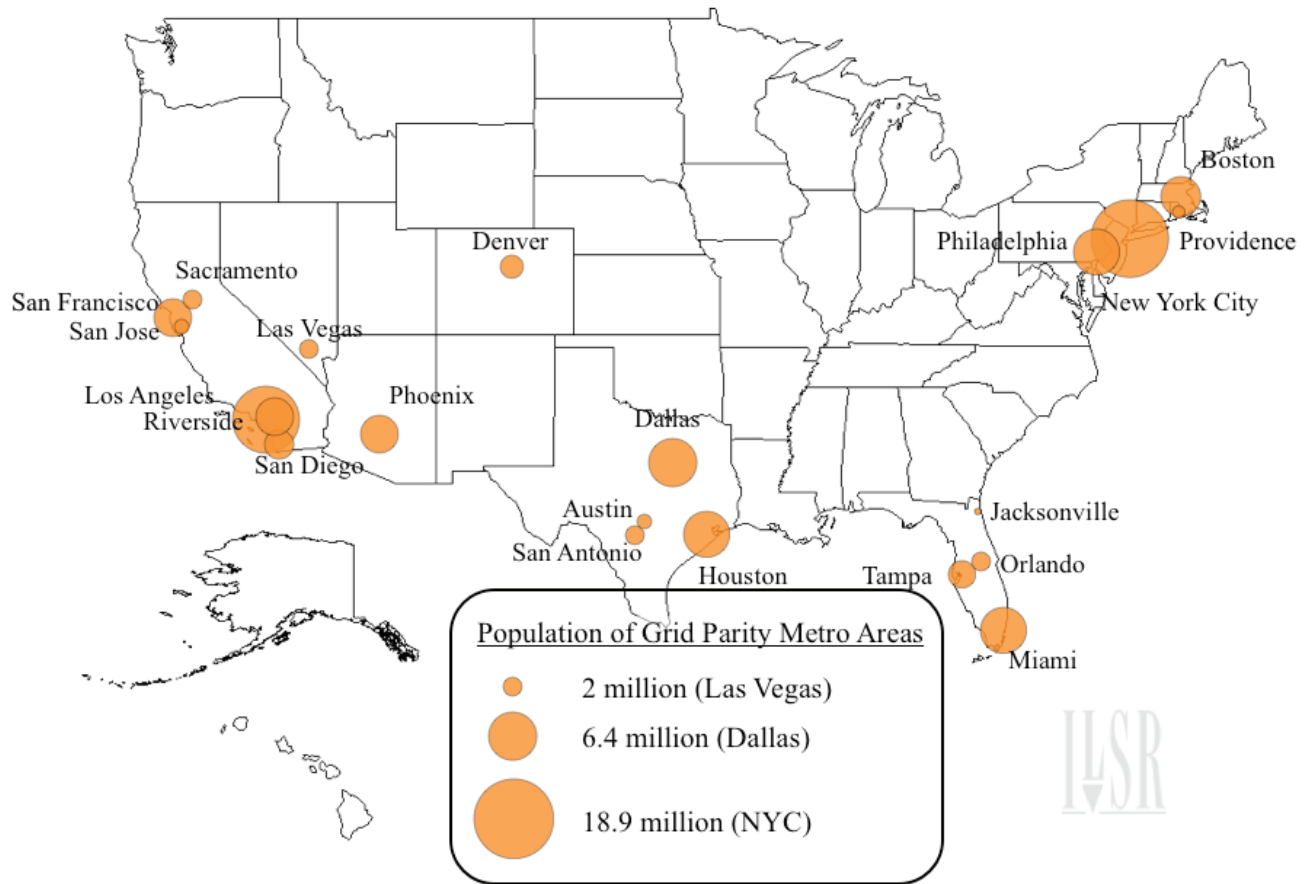 Boston
Denver
Philadelphia
Providence
Sacramento
San Francisco
New York City
San Jose
Las Vegas
Los Angeles
Phoenix
Riverside
Dallas
San Diego
Austin
Jacksonville
San Antonio
Houston
Tampa
Orlando
Miami
Population of Grid Parity Metro Areas
2 million (Las Vegas)
6.4 million (Dallas)
18.9 million (NYC)
ILSR